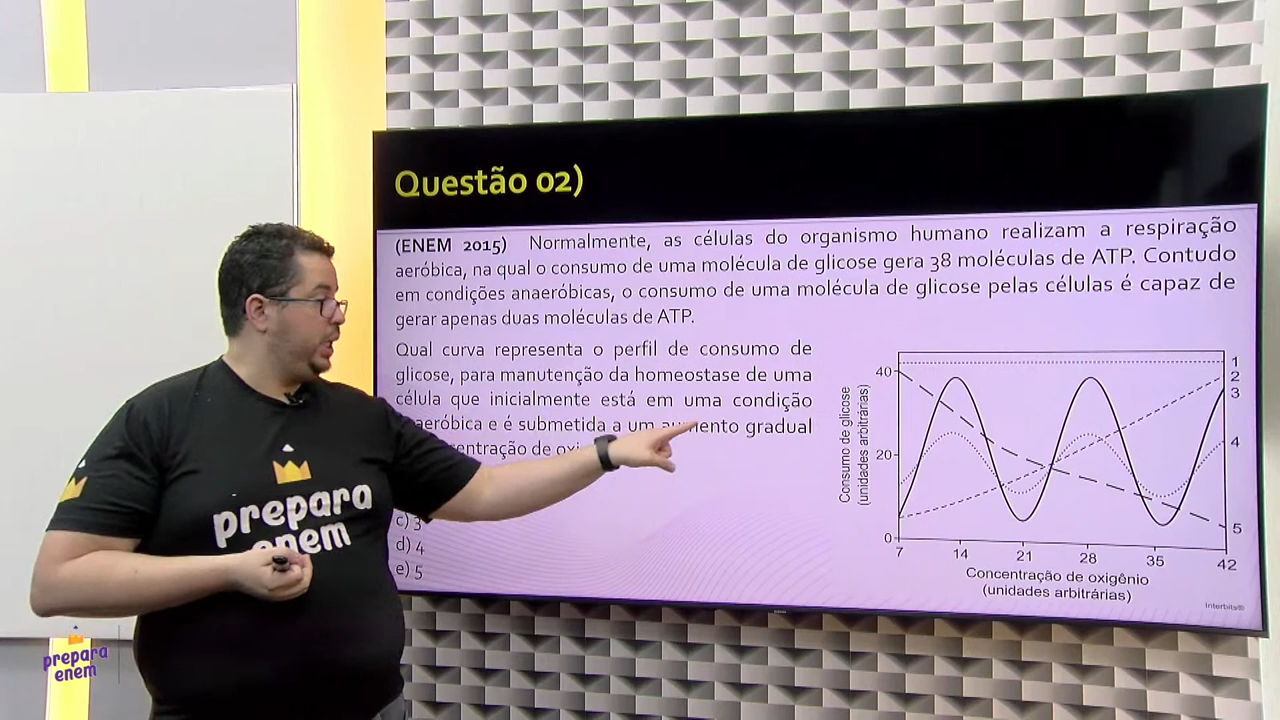 Questão 02)
(ENEM 2015) Normalmente, as células do organismo humano realizam a respiração
aeróbica, na qual o consumo de uma molécula de glicose gera 38 moléculas de ATP. Contudo
em condições anaeróbicas, o consumo de uma molécula de glicose pelas células é capaz de
gerar apenas duas moléculas de ATP.
Qual curva representa o perfil de consumo de
glicose, para manutenção da homeostase de uma
célula que inicialmente está em uma condição
e é submetida a um gradual
c) 3
d) 4
e) 5
Consumo de glicose
(unidades arbitrárias)
40
20
0
7 14 21 28 35 42
1
2
3
4
5
Concentração de oxigênio
(unidades arbitrárias)
Interbits®
prepara
enem
prepara
enem